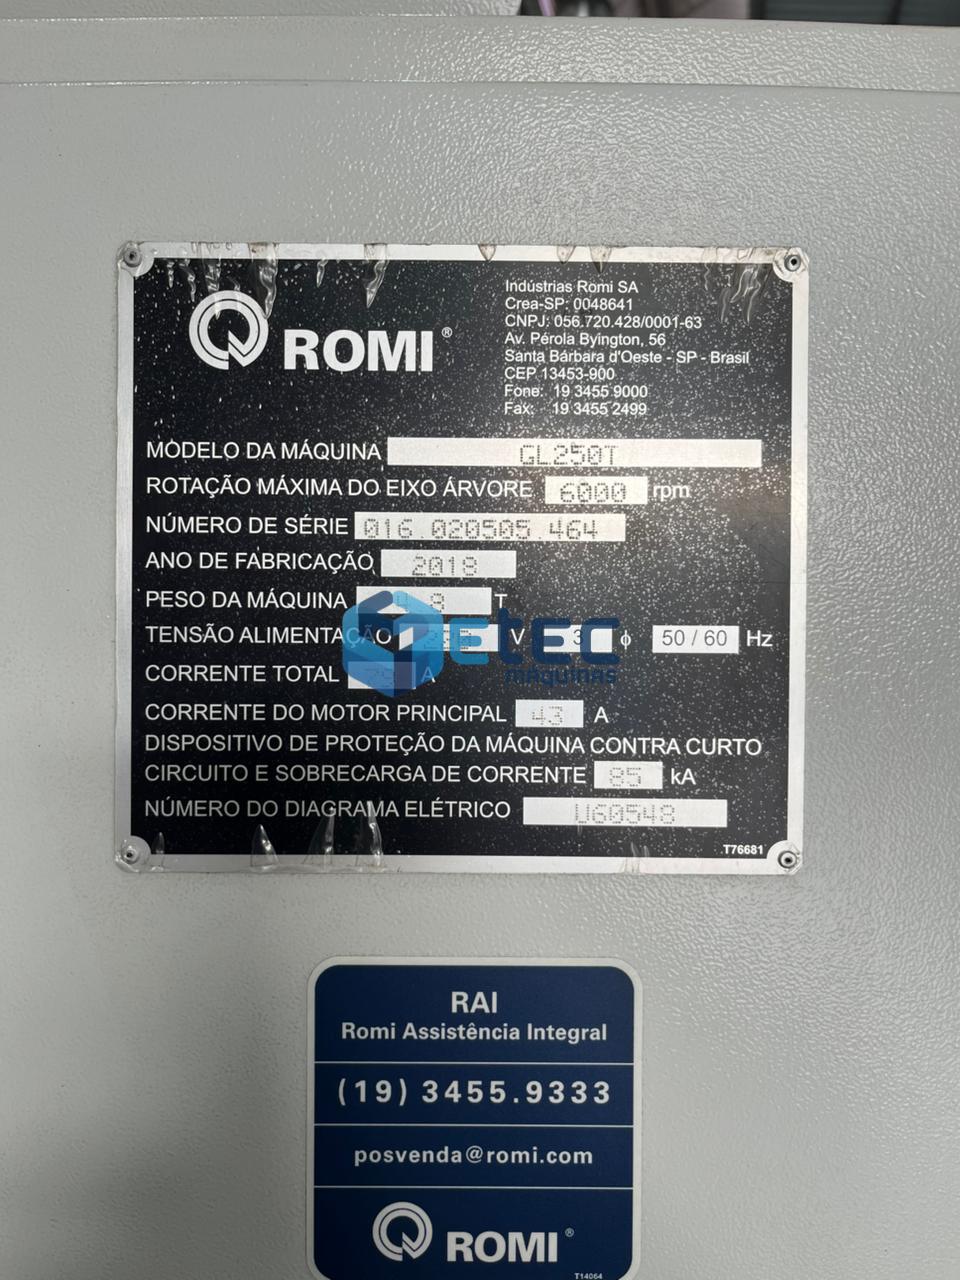 ROMI®
Indústrias Romi SA
Crea-SP: 0048641
CNPJ: 056.720.428/0001-63
Av. Pérola Byington, 56
Santa Bárbara d'Oeste - SP - Brasil
CEP 13453-900
Fone: 19 3455 9000
Fax: 19 3455 2499
MODELO DA MÁQUINA GL250T
ROTAÇÃO MÁXIMA DO EIXO ÁRVORE 6000 rpm
NÚMERO DE SÉRIE 016.020505.464
ANO DE FABRICAÇÃO 2018
PESO DA MÁQUINA T
TENSÃO ALIMENTAÇÃO V 3 ϕ 50 / 60 Hz
CORRENTE TOTAL A
etec
MÁQUINAS
CORRENTE DO MOTOR PRINCIPAL 43 A
DISPOSITIVO DE PROTEÇÃO DA MÁQUINA CONTRA CURTO
CIRCUITO E SOBRECARGA DE CORRENTE 85 kA
NÚMERO DO DIAGRAMA ELÉTRICO U60548
T76681
RAI
Romi Assistência Integral
(19) 3455.9333
posvenda@romi.com
ROMI®
T14064